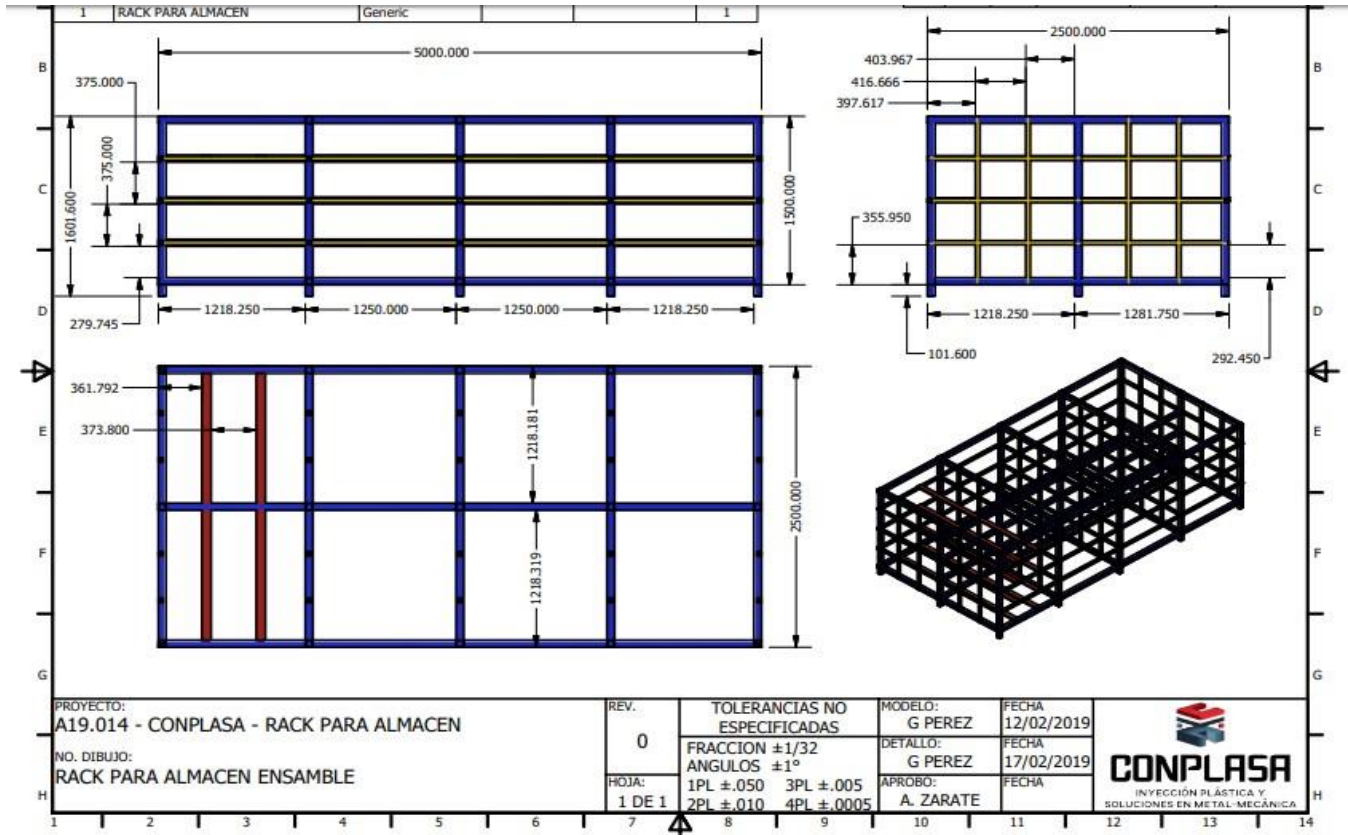 1 RACK PARA ALMACEN Generic 1
5000.000
2500.000
403.967
416.666
397.617
375.000
375.000
1601.600
1500.000
355.950
279.745
1218.250 1250.000 1250.000 1218.250
1218.250 1281.750
101.600
292.450
361.792
373.800
1218.181
1218.319
2500.000
B
C
D
E
F
G
H
B
C
D
E
F
G
H
PROYECTO:
A19.014 - CONPLASA - RACK PARA ALMACEN
NO. DIBUJO:
RACK PARA ALMACEN ENSAMBLE
REV.
0
HOJA:
1 DE 1
TOLERANCIAS NO
ESPECIFICADAS
FRACCION ±1/32
ANGULOS ±1°
1PL ±.050 3PL ±.005
2PL ±.010 4PL ±.0005
MODELO:
G PEREZ
FECHA
12/02/2019
DETALLO:
G PEREZ
FECHA
17/02/2019
APROBO:
A. ZARATE
FECHA
CONPLASA
INYECCIÓN PLÁSTICA Y
SOLUCIONES EN METAL-MECÁNICA
1 2 3 4 5 6 7 8 9 10 11 12 13 14